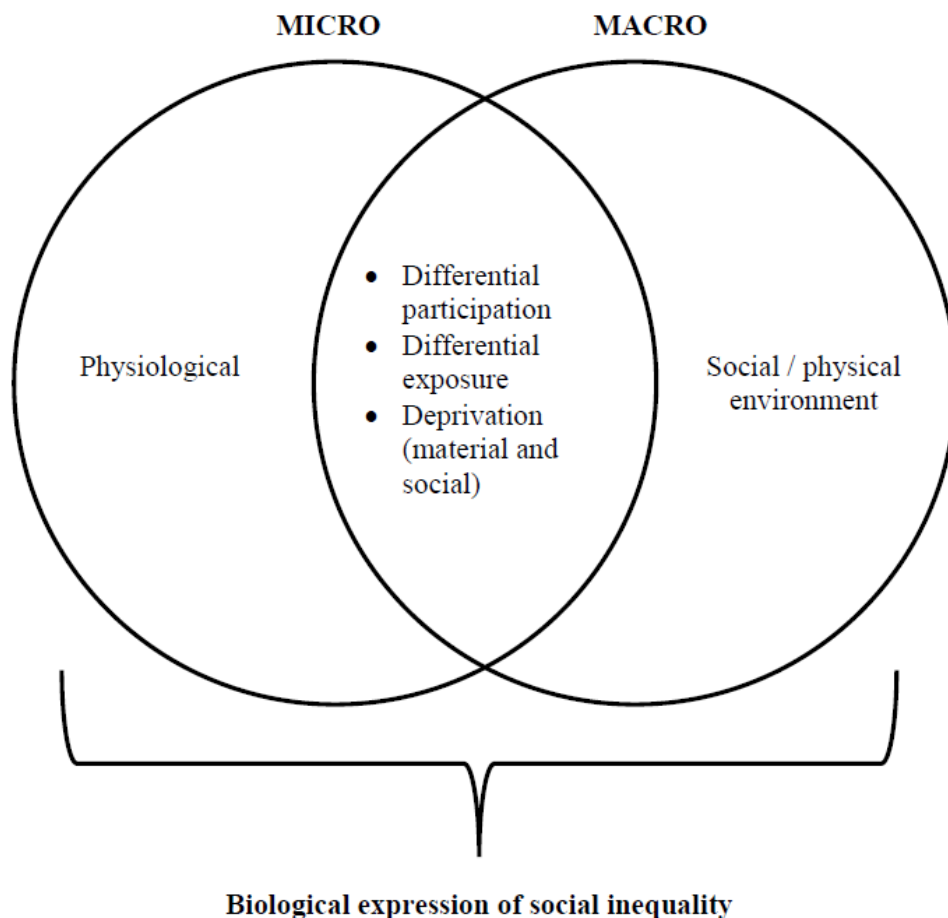 MICRO MACRO
• Differential
participation
• Differential
exposure
• Deprivation
(material and
social)
Physiological
Social / physical
environment
Biological expression of social inequality